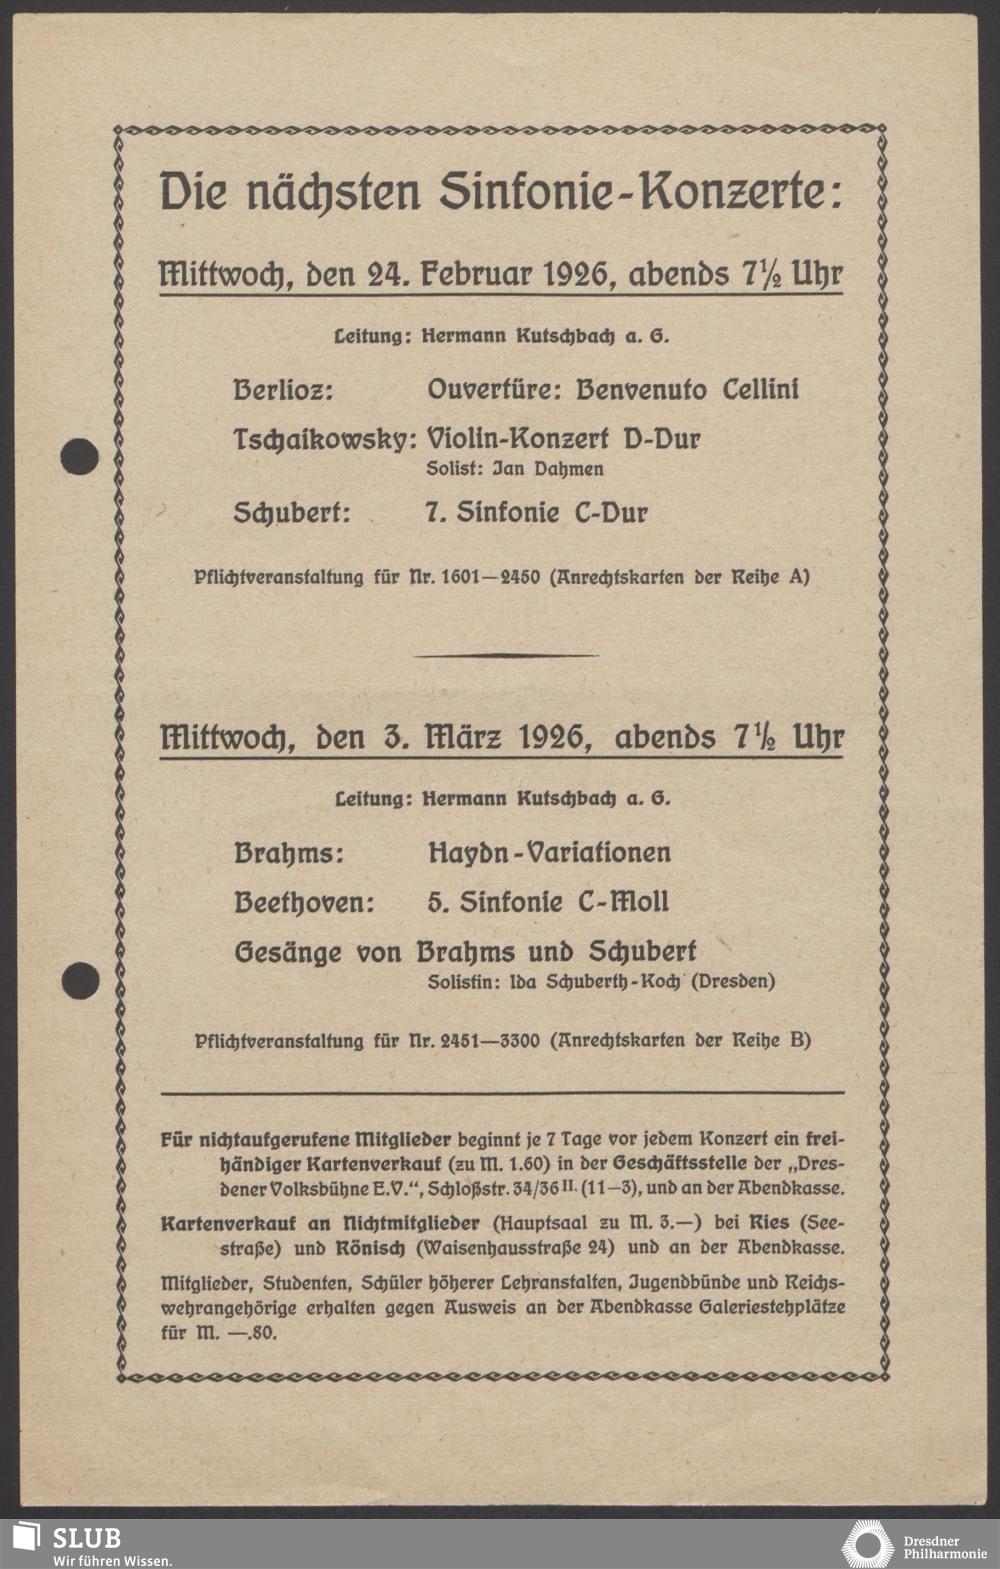 Die nächsten Sinfonie-Konzerte:
Mittwoch, den 24. Februar 1926, abends 7½ Uhr
Leitung: Hermann Kutschbach a. G.
Berlioz: Ouvertüre: Benvenuto Cellini
Tschaikowsky: Violin-Konzert D-Dur
Solist: Jan Dahmen
Schubert: 7. Sinfonie C-Dur
Pflichtveranstaltung für Nr. 1601—2450 (Anrechtskarten der Reihe A)
Mittwoch, den 3. März 1926, abends 7½ Uhr
Leitung: Hermann Kutschbach a. G.
Brahms: Haydn-Variationen
Beethoven: 5. Sinfonie C-Moll
Gesänge von Brahms und Schubert
Solistin: Ida Schuberth-Koch (Dresden)
Pflichtveranstaltung für Nr. 2451—3300 (Anrechtskarten der Reihe B)
Für nichtaufgerufene Mitglieder beginnt je 7 Tage vor jedem Konzert ein frei-
händiger Kartenverkauf (zu M. 1.60) in der Geschäftsstelle der „Dres-
dener Volksbühne E.V.“, Schloßstr. 34/36 II. (11—3), und an der Abendkasse.
Kartenverkauf an Nichtmitglieder (Hauptsaal zu M. 3.—) bei Ries (See-
straße) und Rönisch (Waisenhausstraße 24) und an der Abendkasse.
Mitglieder, Studenten, Schüler höherer Lehranstalten, Jugendbünde und Reichs-
wehrangehörige erhalten gegen Ausweis an der Abendkasse Galeriestehplätze
für M. —.80.
SLUB
Wir führen Wissen.
Dresdner
Philharmonie